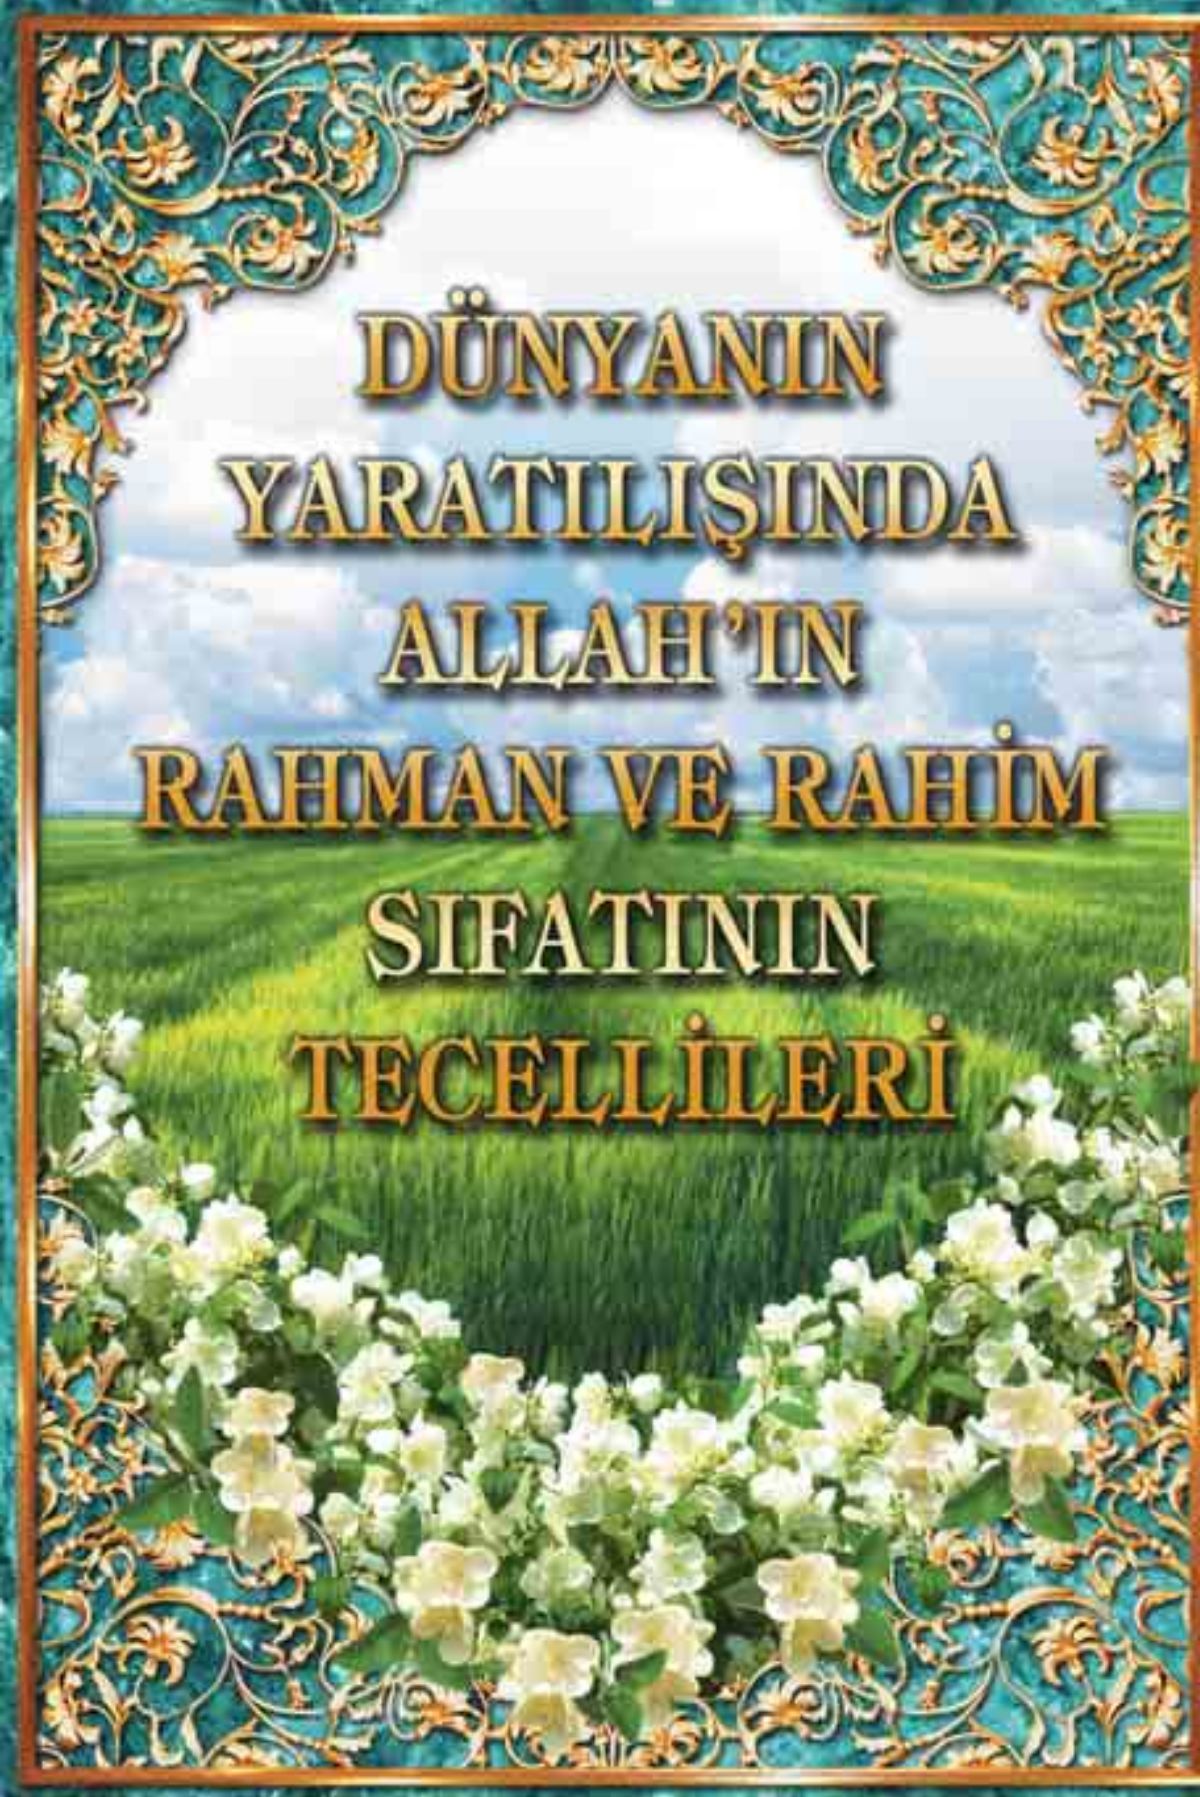 DÜNYANIN
YARATILIŞINDA
ALLAH'IN
RAHMAN VE RAHİM
SIFATININ
TECELLİLERİ